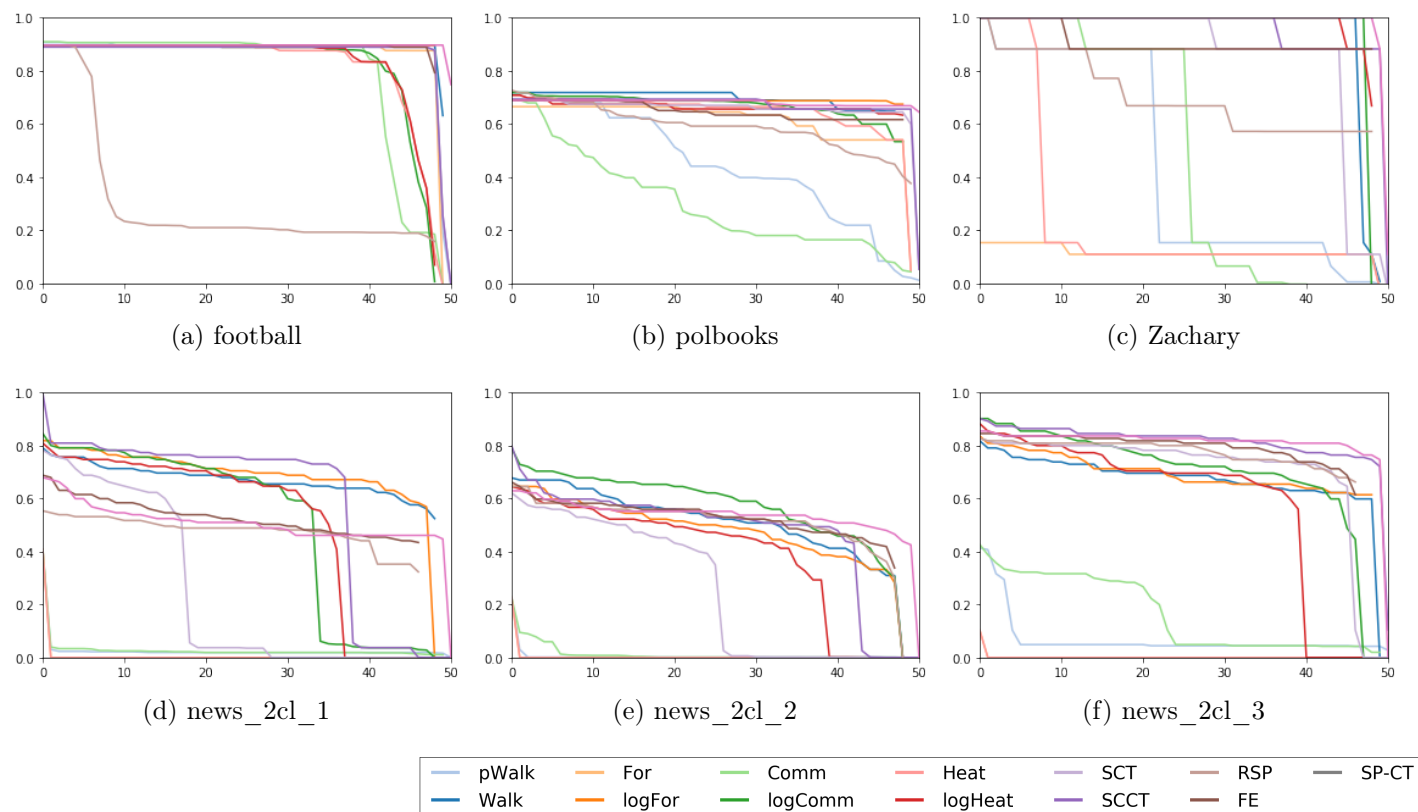 1.0 1.0 1.0
0.8 0.8 0.8
0.6 0.6 0.6
0.4 0.4 0.4
0.2 0.2 0.2
0.0 0.0 0.0
0 10 20 30 40 50 0 10 20 30 40 50 0 10 20 30 40 50
(a) football (b) polbooks (c) Zachary
1.0 1.0 1.0
0.8 0.8 0.8
0.6 0.6 0.6
0.4 0.4 0.4
0.2 0.2 0.2
0.0 0.0 0.0
0 10 20 30 40 50 0 10 20 30 40 50 0 10 20 30 40 50
(d) news_2cl_1 (e) news_2cl_2 (f) news_2cl_3
pWalk For Comm Heat SCT RSP SP-CT
Walk logFor logComm logHeat SCCT FE